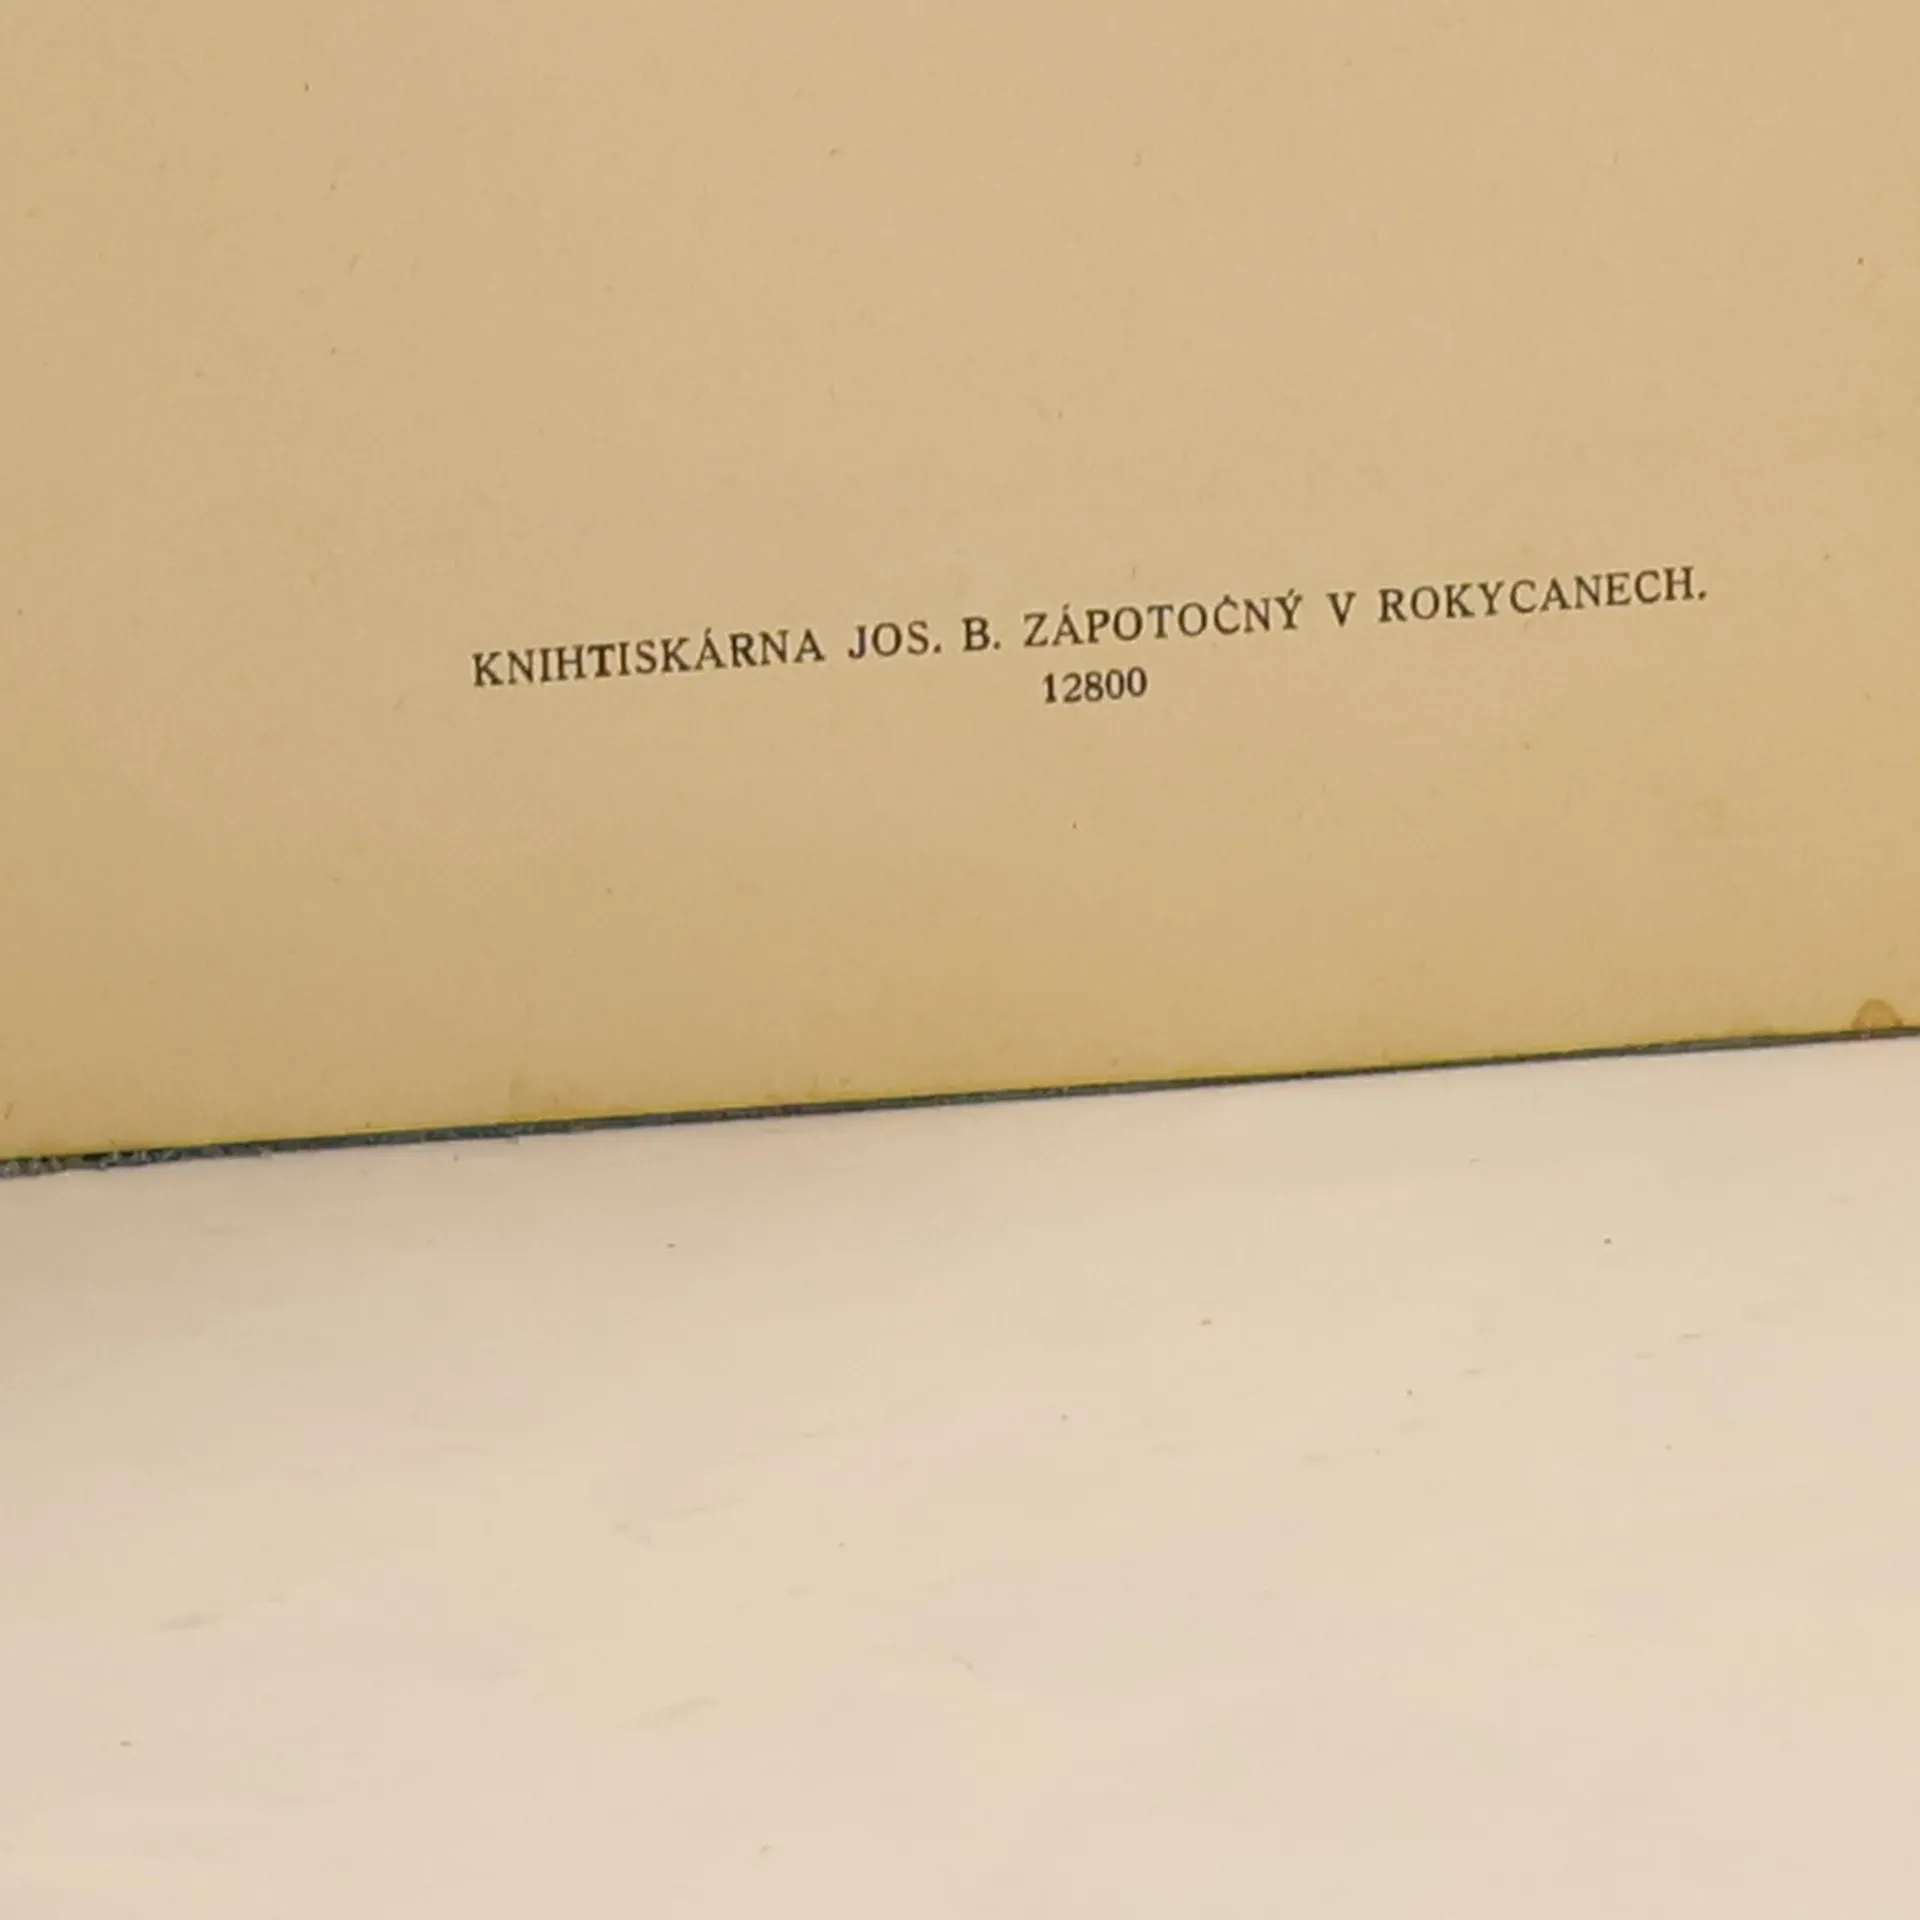 KNIHTISKÁRNA JOS. B. ZÁPOTOČNÝ V ROKYCANECH.
12800